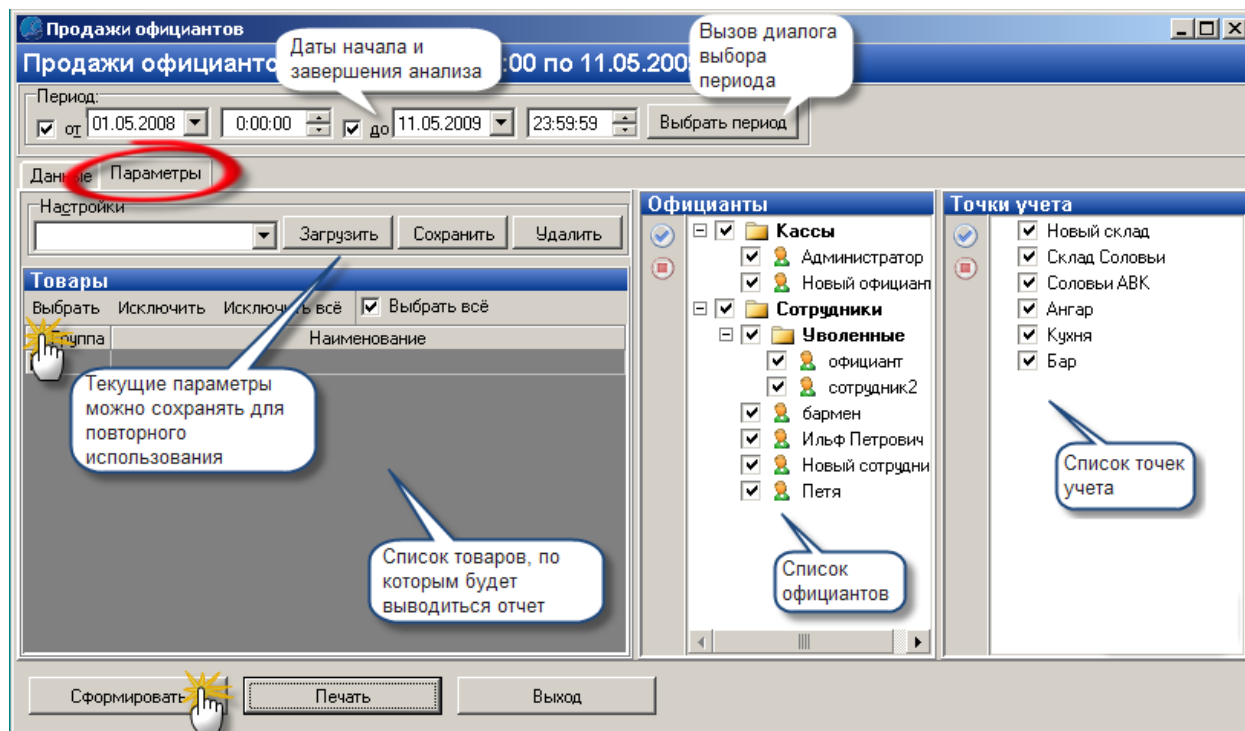 Продажи официантов
Продажи официанто
:00 по 11.05.200
Даты начала и
завершения анализа
Вызов диалога
выбора
периода
Период:
от 01.05.2008 0:00:00 до 11.05.2009 23:59:59 Выбрать период
Данные Параметры
Настройки
Загрузить Сохранить Удалить
Товары
Выбрать Исключить Исключить всё Выбрать всё
Группа Наименование
Текущие параметры
можно сохранять для
повторного
использования
Список товаров, по
которым будет
выводиться отчет
Официанты
Кассы
Администратор
Новый официант
Сотрудники
Уволенные
официант
сотрудник2
бармен
Ильф Петрович
Новый сотрудни
Петя
Список
официантов
Точки учета
Новый склад
Склад Соловьи
Соловьи АВК
Ангар
Кухня
Бар
Список точек
учета
Сформировать Печать Выход